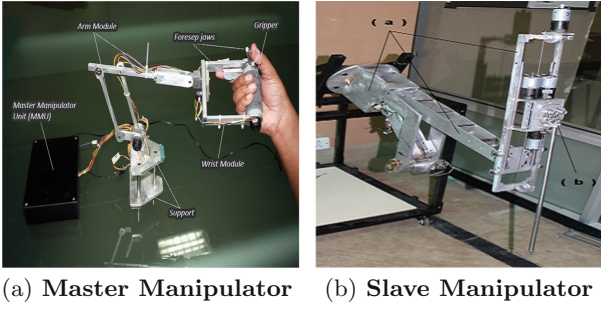 Arm Module
Foresep jaws
Gripper
Master Manipulator
Unit (MMU)
Wrist Module
Support
( a )
( b )
(a) Master Manipulator
(b) Slave Manipulator